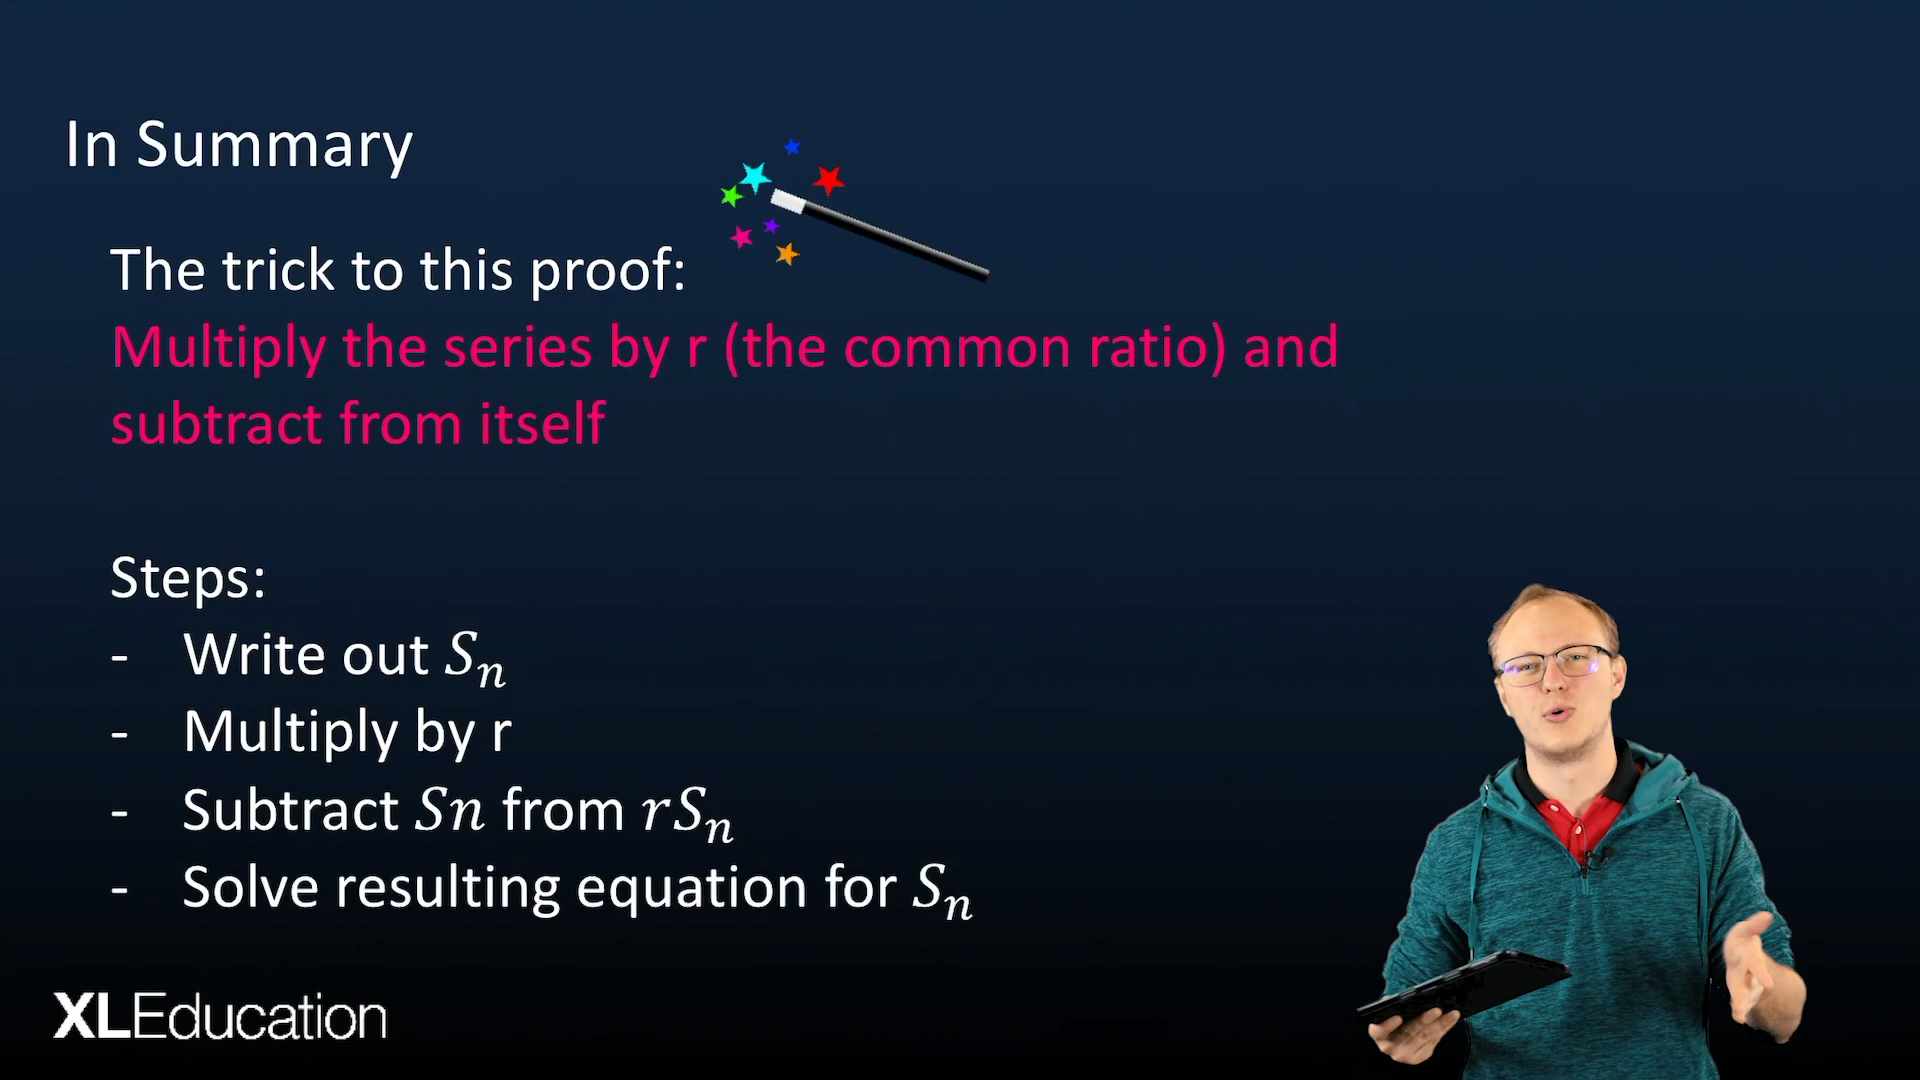 In Summary
The trick to this proof:
Multiply the series by r (the common ratio) and
subtract from itself
Steps:
- Write out Sₙ
- Multiply by r
- Subtract Sn from rSₙ
- Solve resulting equation for Sₙ
XLEducation